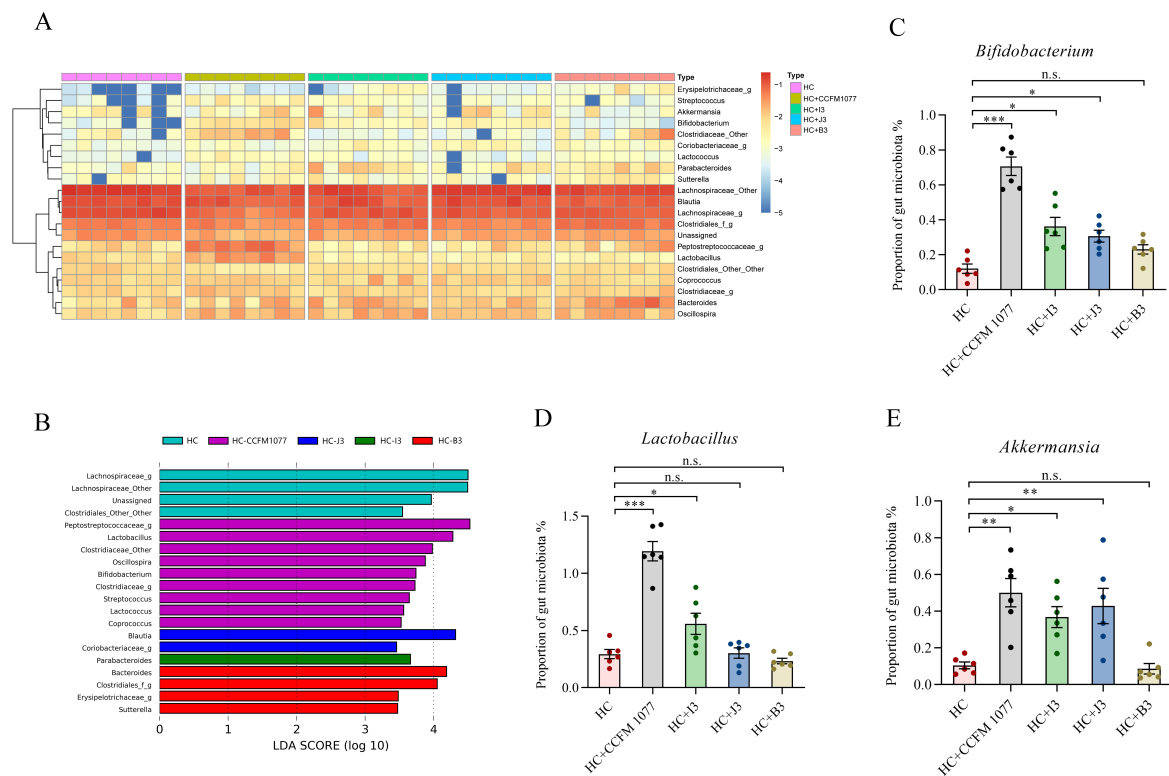 A
Type
Erysipelotrichaceae_g
Streptococcus
Akkermansia
Bifidobacterium
Clostridiaceae_Other
Coriobacteriaceae_g
Lactococcus
Parabacteroides
Sutterella
Lachnospiraceae_Other
Blautia
Lachnospiraceae_g
Clostridiales_f_g
Unassigned
Peptostreptococcaceae_g
Lactobacillus
Clostridiales_Other_Other
Coprococcus
Clostridiaceae_g
Bacteroides
Oscillospira
−1
−2
−3
−4
−5
Type
HC
HC+CCFM1077
HC+I3
HC+J3
HC+B3
B
HC HC-CCFM1077 HC-J3 HC-I3 HC-B3
Lachnospiraceae_g
Lachnospiraceae_Other
Unassigned
Clostridiales_Other_Other
Peptostreptococcaceae_g
Lactobacillus
Clostridiaceae_Other
Oscillospira
Bifidobacterium
Clostridiaceae_g
Streptococcus
Lactococcus
Coprococcus
Blautia
Coriobacteriaceae_g
Parabacteroides
Bacteroides
Clostridiales_f_g
Erysipelotrichaceae_g
Sutterella
0 1 2 3 4
LDA SCORE (log 10)
C
Bifidobacterium
n.s.
*
*
***
Proportion of gut microbiota %
1.0
0.8
0.6
0.4
0.2
0.0
HC
HC+CCFM 1077
HC+I3
HC+J3
HC+B3
D
Lactobacillus
n.s.
n.s.
*
***
Proportion of gut microbiota %
1.5
1.0
0.5
0.0
HC
HC+CCFM 1077
HC+I3
HC+J3
HC+B3
E
Akkermansia
n.s.
**
*
**
Proportion of gut microbiota %
1.0
0.8
0.6
0.4
0.2
0.0
HC
HC+CCFM 1077
HC+I3
HC+J3
HC+B3